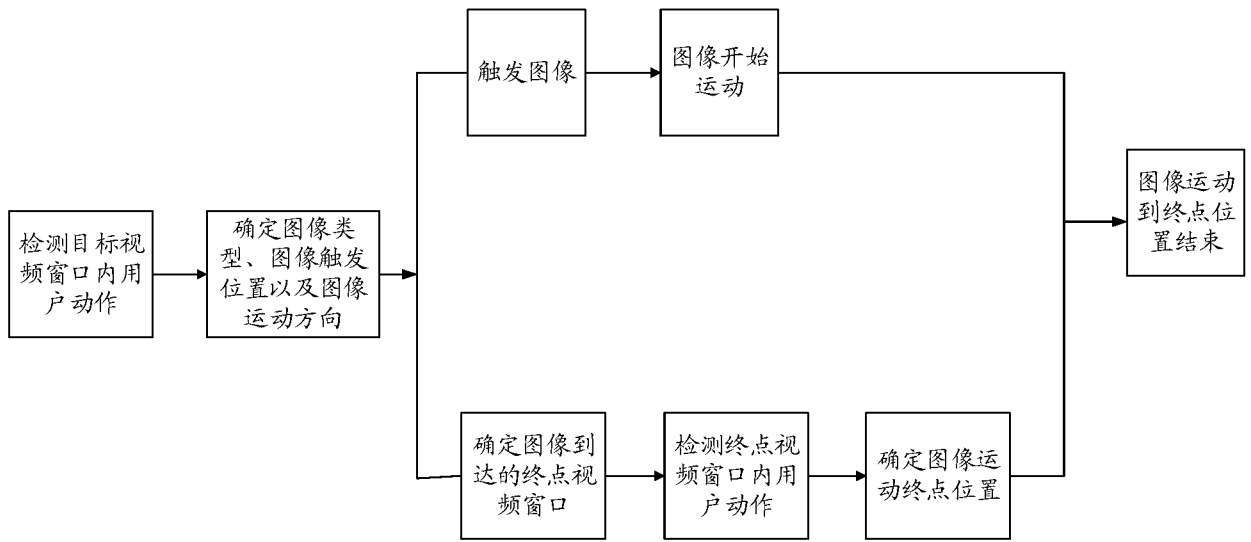 检测目标视
频窗口内用
户动作
确定图像类
型、图像触发
位置以及图像
运动方向
触发图像
图像开始
运动
确定图像到
达的终点视
频窗口
检测终点视
频窗口内用
户动作
确定图像运
动终点位置
图像运动
到终点位
置结束